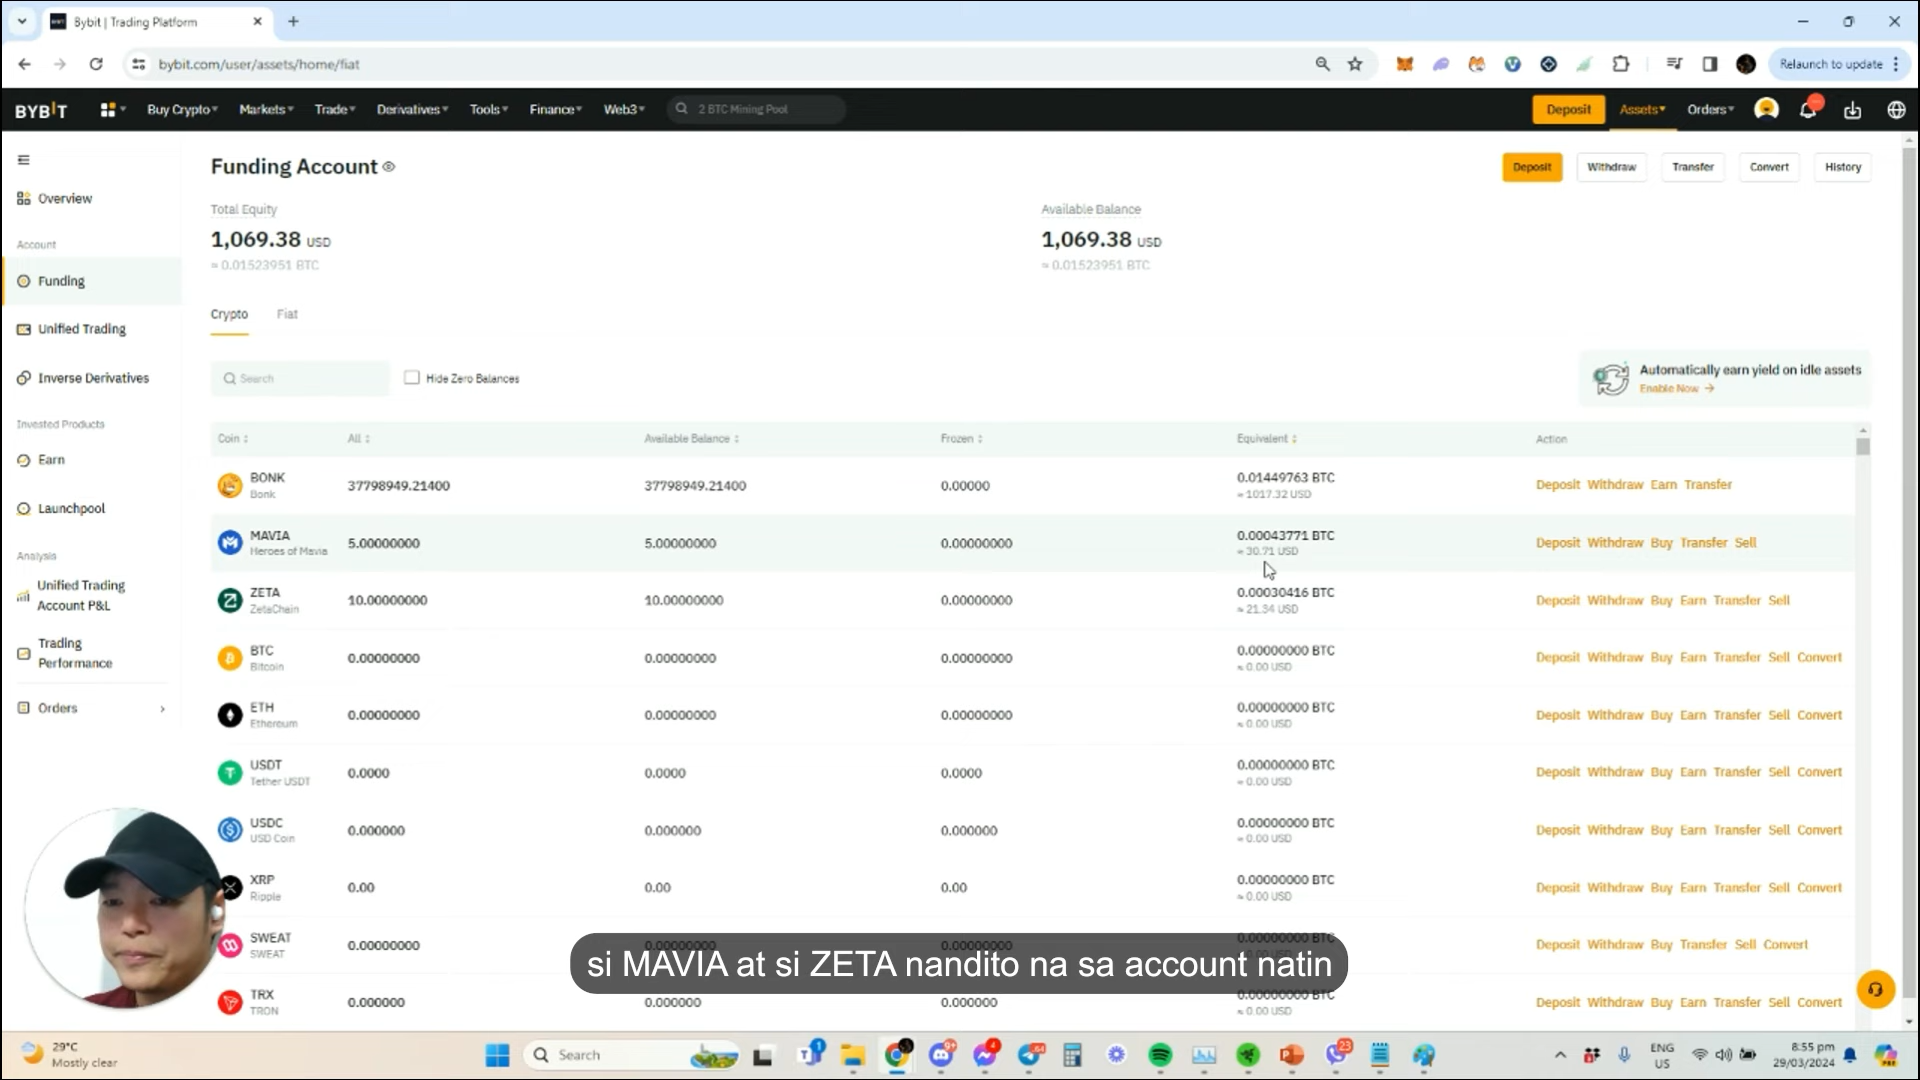 Bybit | Trading Platform
bybit.com/user/assets/home/fiat
Relaunch to update
BYBIT
Buy Crypto
Markets
Trade
Derivatives
Tools
Finance
Web3
2 BTC Mining Pool
Deposit
Assets
Orders
Funding Account
Deposit
Withdraw
Transfer
Convert
History
Overview
Account
Funding
Unified Trading
Inverse Derivatives
Invested Products
Earn
Launchpool
Analysis
Unified Trading
Account P&L
Trading
Performance
Orders
Total Equity
1,069.38 USD
≈ 0.01523951 BTC
Available Balance
1,069.38 USD
≈ 0.01523951 BTC
Crypto
Fiat
Search
Hide Zero Balances
Automatically earn yield on idle assets
Enable Now →
Coin All Available Balance Frozen Equivalent Action
BONK
Bonk
37798949.21400 37798949.21400 0.00000
0.01449763 BTC
≈ 1017.32 USD
Deposit Withdraw Earn Transfer
MAVIA
Heroes of Mavia
5.00000000 5.00000000 0.00000000
0.00043771 BTC
≈ 30.71 USD
Deposit Withdraw Buy Transfer Sell
ZETA
ZetaChain
10.00000000 10.00000000 0.00000000
0.00030416 BTC
≈ 21.34 USD
Deposit Withdraw Buy Earn Transfer Sell
BTC
Bitcoin
0.00000000 0.00000000 0.00000000
0.00000000 BTC
≈ 0.00 USD
Deposit Withdraw Buy Earn Transfer Sell Convert
ETH
Ethereum
0.00000000 0.00000000 0.00000000
0.00000000 BTC
≈ 0.00 USD
Deposit Withdraw Buy Earn Transfer Sell Convert
USDT
Tether USDT
0.0000 0.0000 0.0000
0.00000000 BTC
≈ 0.00 USD
Deposit Withdraw Buy Earn Transfer Sell Convert
USDC
USD Coin
0.000000 0.000000 0.000000
0.00000000 BTC
≈ 0.00 USD
Deposit Withdraw Buy Earn Transfer Sell Convert
XRP
Ripple
0.00 0.00 0.00
0.00000000 BTC
≈ 0.00 USD
Deposit Withdraw Buy Earn Transfer Sell Convert
SWEAT
SWEAT
0.00000000 0.00000000 0.00000000
0.00000000 BTC
Deposit Withdraw Buy Transfer Sell Convert
si MAVIA at si ZETA nandito na sa account natin
TRX
TRON
0.000000 0.000000 0.000000
0.00000000 BTC
≈ 0.00 USD
Deposit Withdraw Buy Earn Transfer Sell Convert
29°C
Mostly clear
Search
ENG
US
8:55 pm
29/03/2024